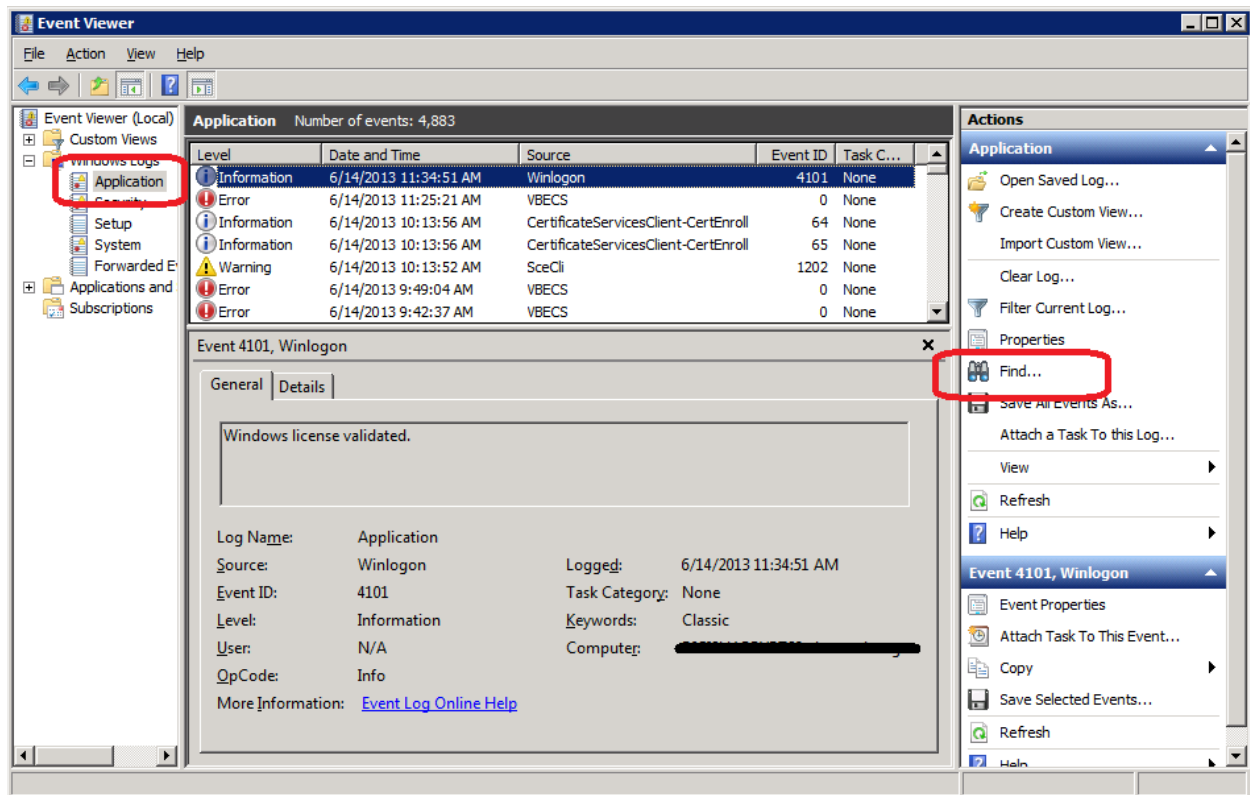 Event Viewer
File Action View Help
Event Viewer (Local)
Custom Views
Windows Logs
Application
Security
Setup
System
Forwarded Ev
Applications and
Subscriptions
Application Number of events: 4,883
Level Date and Time Source Event ID Task C...
Information 6/14/2013 11:34:51 AM Winlogon 4101 None
Error 6/14/2013 11:25:21 AM VBECS 0 None
Information 6/14/2013 10:13:56 AM CertificateServicesClient-CertEnroll 64 None
Information 6/14/2013 10:13:56 AM CertificateServicesClient-CertEnroll 65 None
Warning 6/14/2013 10:13:52 AM SceCli 1202 None
Error 6/14/2013 9:49:04 AM VBECS 0 None
Error 6/14/2013 9:42:37 AM VBECS 0 None
Event 4101, Winlogon
General Details
Windows license validated.
Log Name: Application
Source: Winlogon Logged: 6/14/2013 11:34:51 AM
Event ID: 4101 Task Category: None
Level: Information Keywords: Classic
User: N/A Computer:
OpCode: Info
More Information: Event Log Online Help
Actions
Application
Open Saved Log...
Create Custom View...
Import Custom View...
Clear Log...
Filter Current Log...
Properties
Find...
Save All Events As...
Attach a Task To this Log...
View
Refresh
Help
Event 4101, Winlogon
Event Properties
Attach Task To This Event...
Copy
Save Selected Events...
Refresh
Help